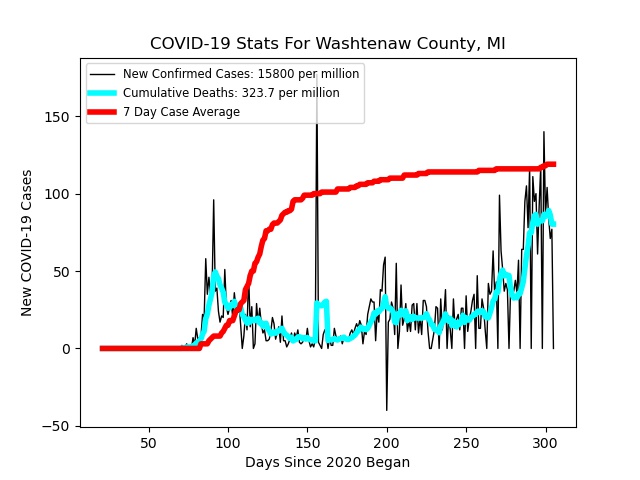 COVID-19 Stats For Washtenaw County, MI
New Confirmed Cases: 15800 per million
Cumulative Deaths: 323.7 per million
7 Day Case Average
New COVID-19 Cases
150
100
50
0
−50
50 100 150 200 250 300
Days Since 2020 Began